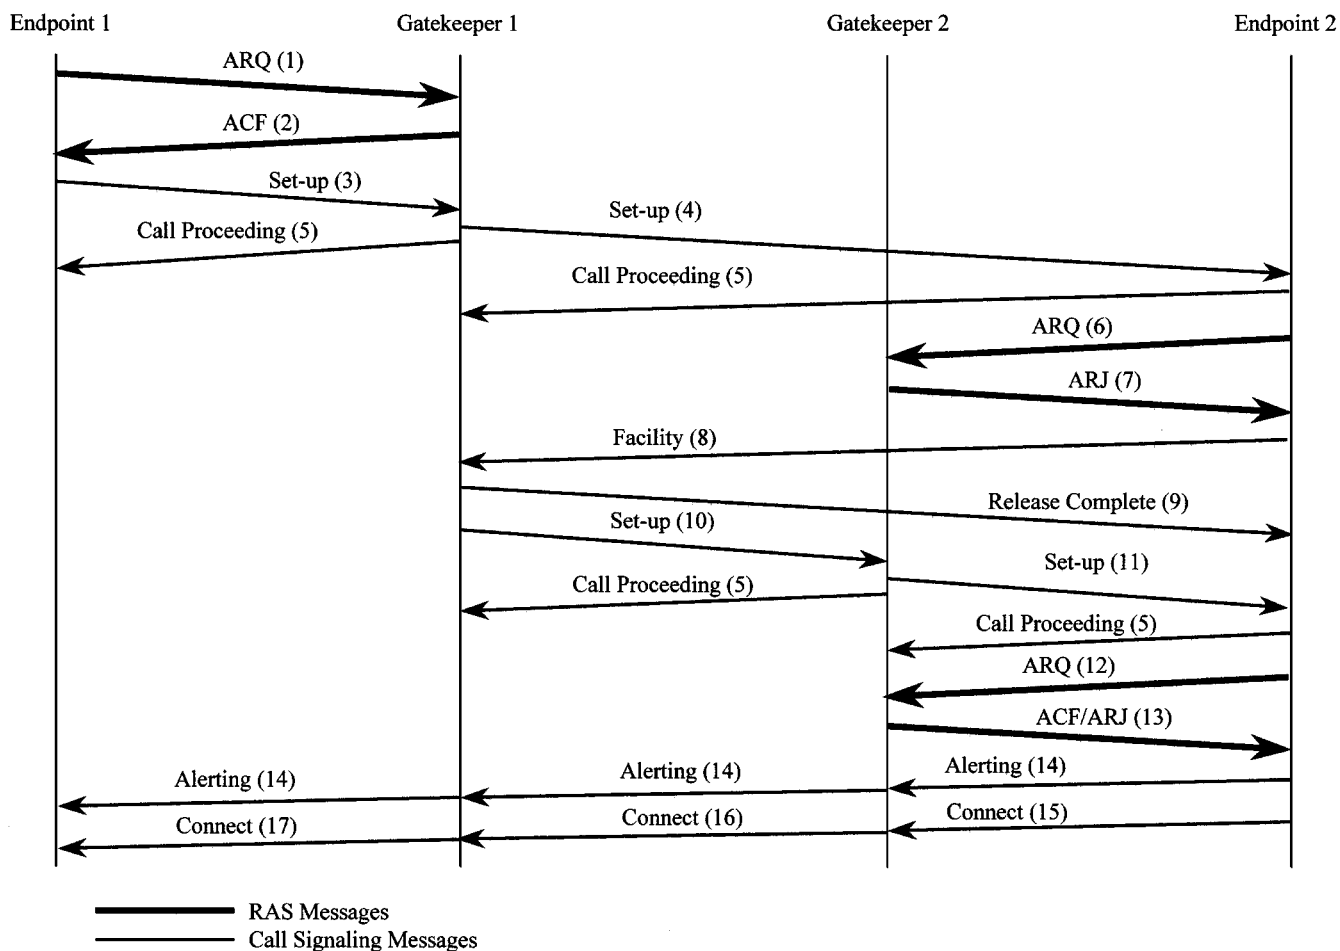 Endpoint 1 Gatekeeper 1 Gatekeeper 2 Endpoint 2
ARQ (1)
ACF (2)
Set-up (3)
Set-up (4)
Call Proceeding (5)
Call Proceeding (5)
ARQ (6)
ARJ (7)
Facility (8)
Release Complete (9)
Set-up (10)
Set-up (11)
Call Proceeding (5)
Call Proceeding (5)
ARQ (12)
ACF/ARJ (13)
Alerting (14) Alerting (14) Alerting (14)
Connect (17) Connect (16) Connect (15)
RAS Messages
Call Signaling Messages